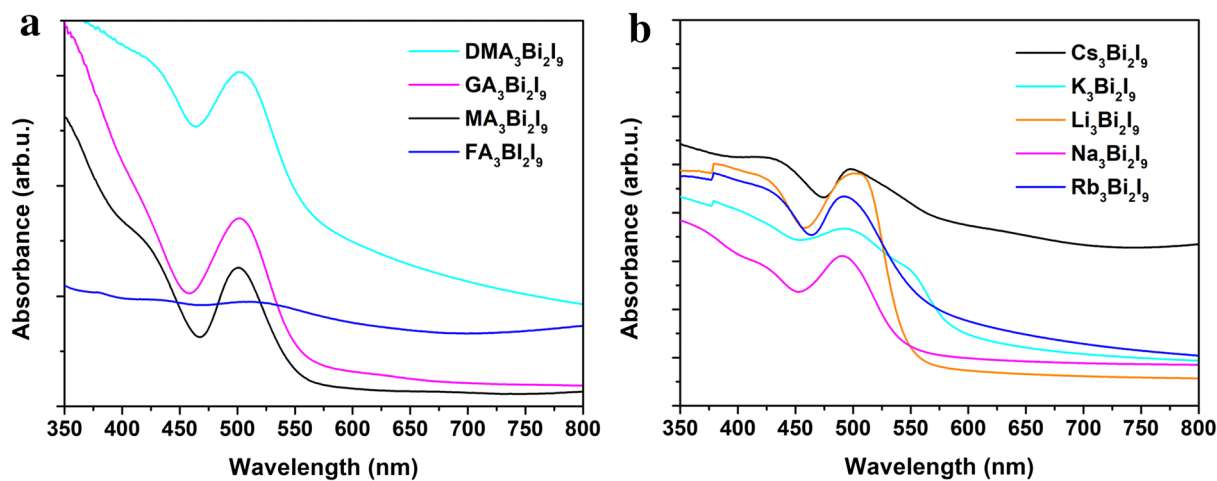 a
DMA₃Bi₂I₉
GA₃Bi₂I₉
MA₃Bi₂I₉
FA₃BI₂I₉
Absorbance (arb.u.)
350 400 450 500 550 600 650 700 750 800
Wavelength (nm)
b
Cs₃Bi₂I₉
K₃Bi₂I₉
Li₃Bi₂I₉
Na₃Bi₂I₉
Rb₃Bi₂I₉
Absorbance (arb.u.)
350 400 450 500 550 600 650 700 750 800
Wavelength (nm)